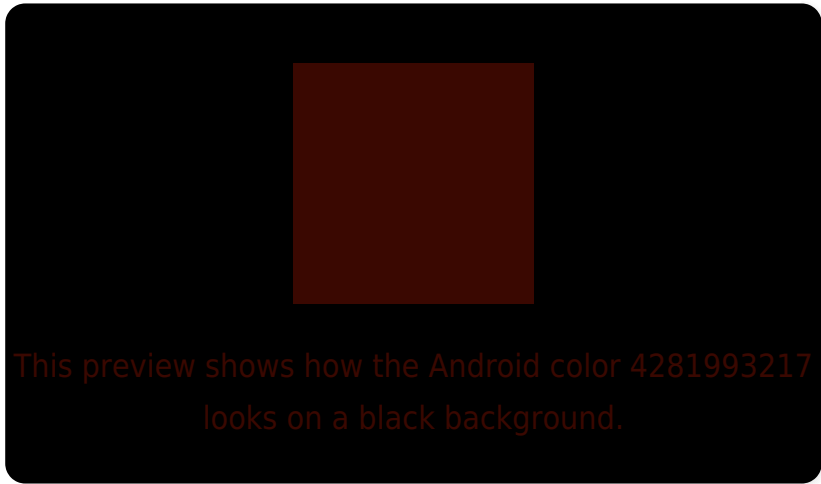 This preview shows how the Android color 4281993217
looks on a black background.